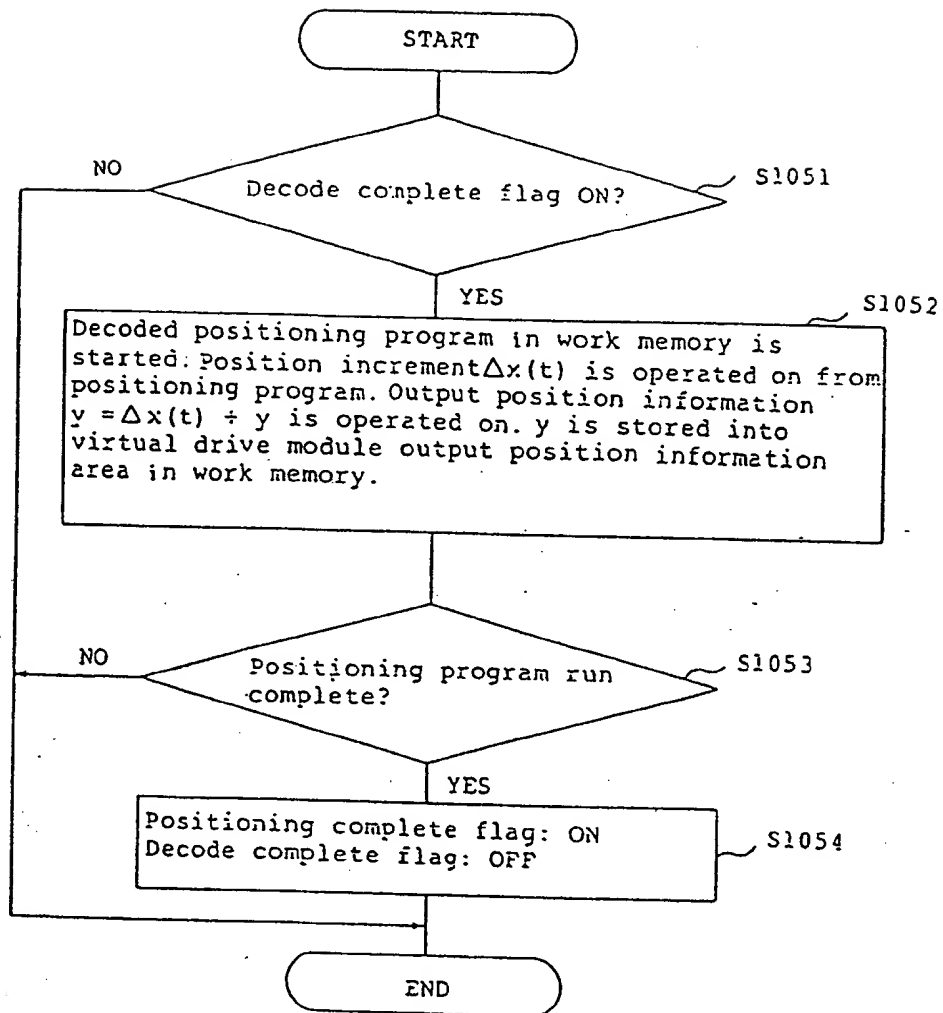 START
NO
Decode complete flag ON?
S1051
YES
S1052
Decoded positioning program in work memory is
started. Position increment Δx(t) is operated on from
positioning program. Output position information
y = Δx(t) ÷ y is operated on. y is stored into
virtual drive module output position information
area in work memory.
NO
Positioning program run
complete?
S1053
YES
Positioning complete flag: ON
Decode complete flag: OFF
S1054
END